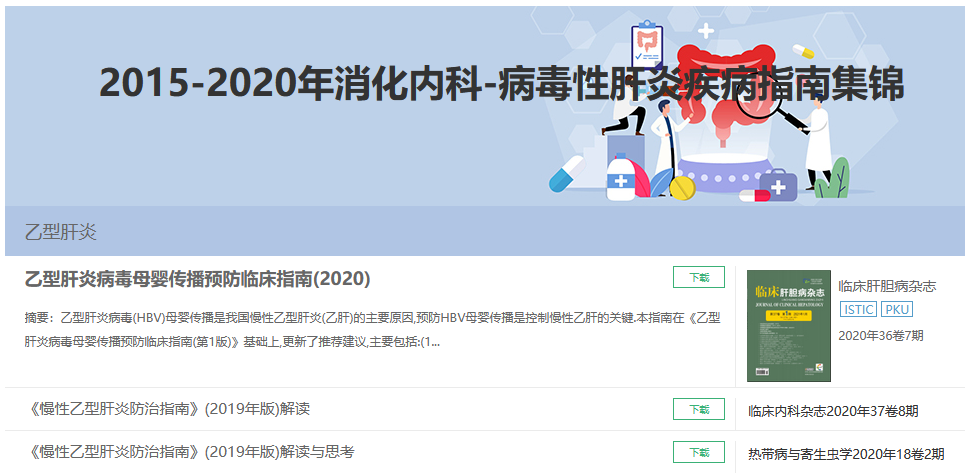 2015-2020年消化内科-病毒性肝炎疾病指南集锦
乙型肝炎
乙型肝炎病毒母婴传播预防临床指南(2020)
下载
摘要：乙型肝炎病毒(HBV)母婴传播是我国慢性乙型肝炎(乙肝)的主要原因,预防HBV母婴传播是控制慢性乙肝的关键.本指南在《乙型
肝炎病毒母婴传播预防临床指南(第1版)》基础上,更新了推荐建议,主要包括:(1...
临床肝胆病杂志
JOURNAL OF CLINICAL HEPATOLOGY
临床肝胆病杂志
ISTIC PKU
2020年36卷7期
《慢性乙型肝炎防治指南》(2019年版)解读
下载
临床内科杂志2020年37卷8期
《慢性乙型肝炎防治指南》(2019年版)解读与思考
下载
热带病与寄生虫学2020年18卷2期